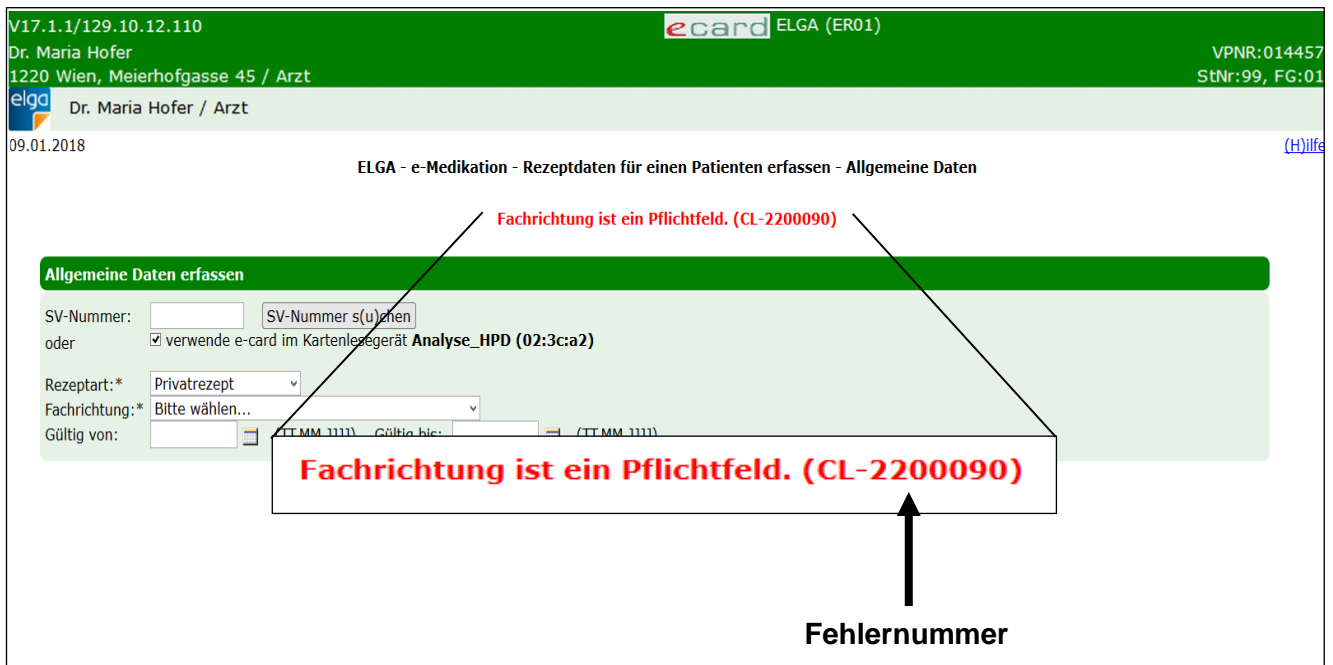 V17.1.1/129.10.12.110 ecard ELGA (ER01)
Dr. Maria Hofer VPNR:014457
1220 Wien, Meierhofgasse 45 / Arzt StNr:99, FG:01
elga Dr. Maria Hofer / Arzt
09.01.2018 (H)ilfe
ELGA - e-Medikation - Rezeptdaten für einen Patienten erfassen - Allgemeine Daten
Fachrichtung ist ein Pflichtfeld. (CL-2200090)
Allgemeine Daten erfassen
SV-Nummer: SV-Nummer s(u)chen
oder verwende e-card im Kartenlesegerät Analyse_HPD (02:3c:a2)
Rezeptart:* Privatrezept
Fachrichtung:* Bitte wählen...
Gültig von: (TT.MM.JJJJ) Gültig bis: (TT.MM.JJJJ)
Fachrichtung ist ein Pflichtfeld. (CL-2200090)
Fehlernummer